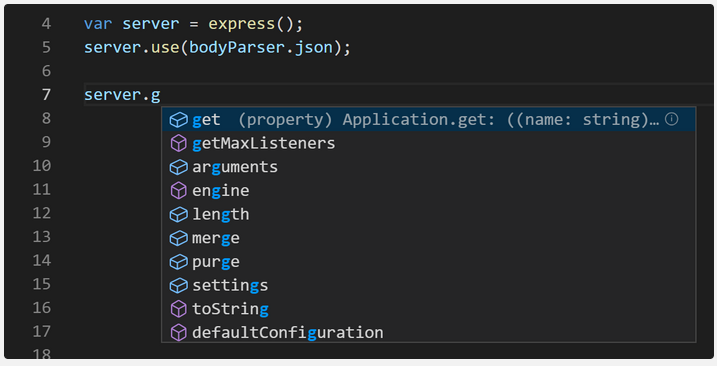 4 var server = express();
5 server.use(bodyParser.json);
6
7 server.g
8 get (property) Application.get: ((name: string)…
9 getMaxListeners
10 arguments
11 engine
12 length
13 merge
14 purge
15 settings
16 toString
17 defaultConfiguration
18